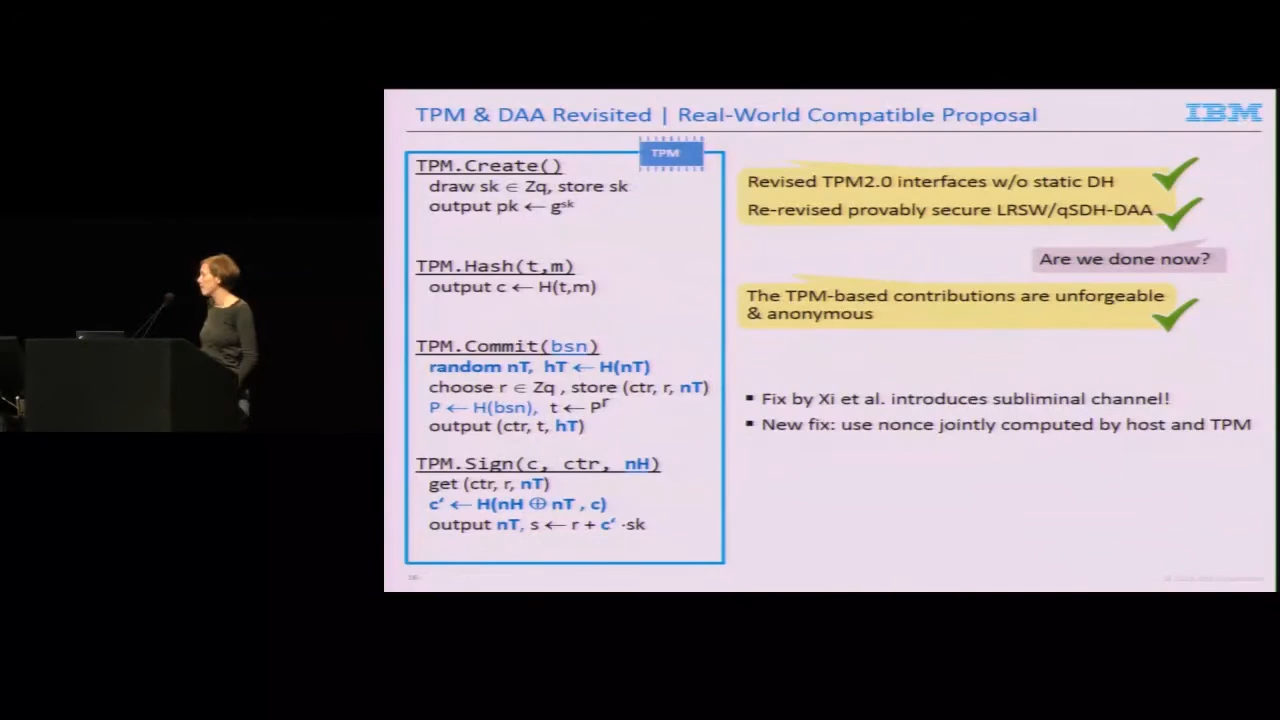 TPM & DAA Revisited | Real-World Compatible Proposal
IBM
TPM
TPM.Create()
draw sk ∈ Zq, store sk
output pk ← gˢᵏ
TPM.Hash(t,m)
output c ← H(t,m)
TPM.Commit(bsn)
random nT, hT ← H(nT)
choose r ∈ Zq , store (ctr, r, nT)
P ← H(bsn), t ← Pʳ
output (ctr, t, hT)
TPM.Sign(c, ctr, nH)
get (ctr, r, nT)
c‘ ← H(nH ⊕ nT , c)
output nT, s ← r + c‘ ·sk
Revised TPM2.0 interfaces w/o static DH
Re-revised provably secure LRSW/qSDH-DAA
Are we done now?
The TPM-based contributions are unforgeable
& anonymous
▪ Fix by Xi et al. introduces subliminal channel!
▪ New fix: use nonce jointly computed by host and TPM